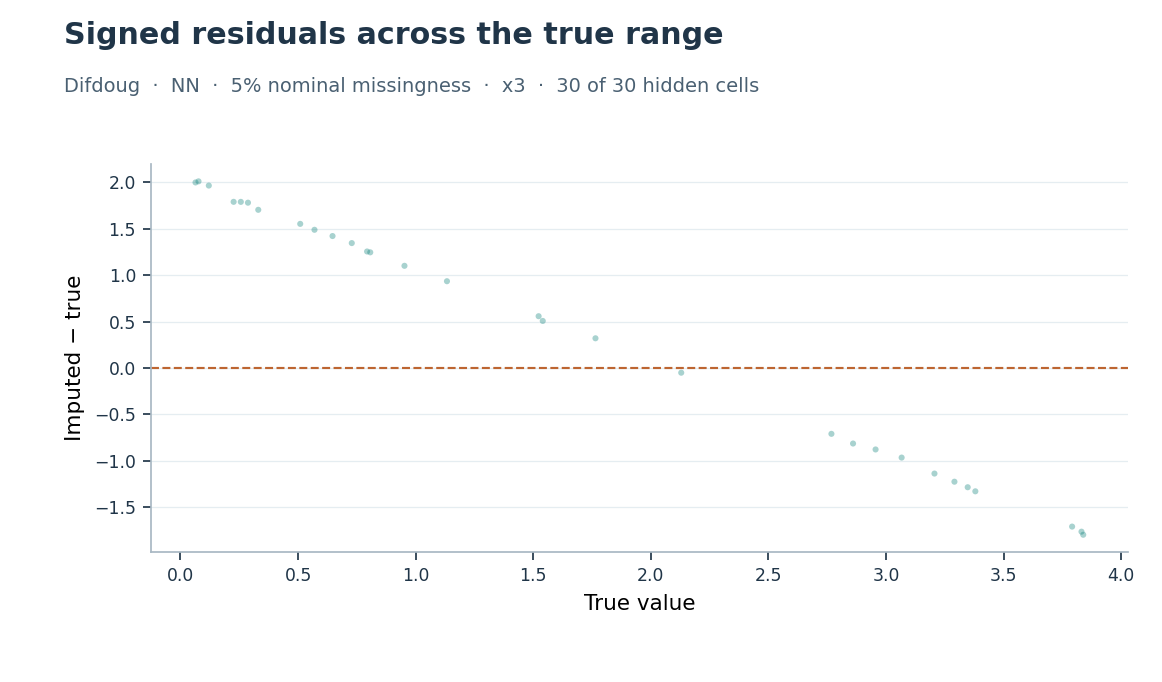 Signed residuals across the true range
Difdoug · NN · 5% nominal missingness · x3 · 30 of 30 hidden cells
Imputed − true
2.0
1.5
1.0
0.5
0.0
−0.5
−1.0
−1.5
0.0 0.5 1.0 1.5 2.0 2.5 3.0 3.5 4.0
True value